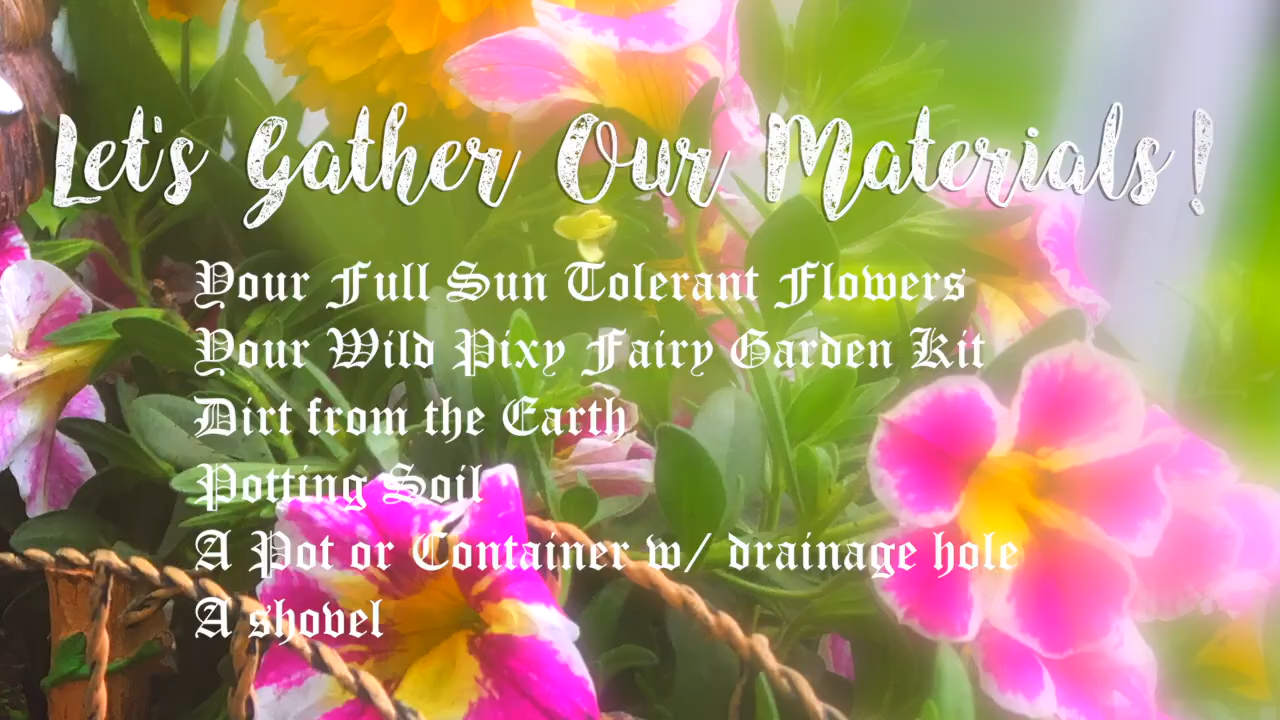 Let's Gather Our Materials!
Your Full Sun Tolerant Flowers
Your Wild Pixy Fairy Garden Kit
Dirt from the Earth
Potting Soil
A Pot or Container w/ drainage hole
A shovel